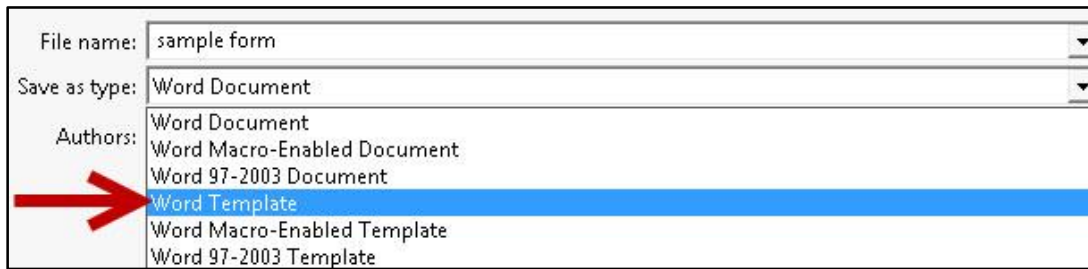 File name: sample form
Save as type: Word Document
Authors:
Word Document
Word Macro-Enabled Document
Word 97-2003 Document
Word Template
Word Macro-Enabled Template
Word 97-2003 Template